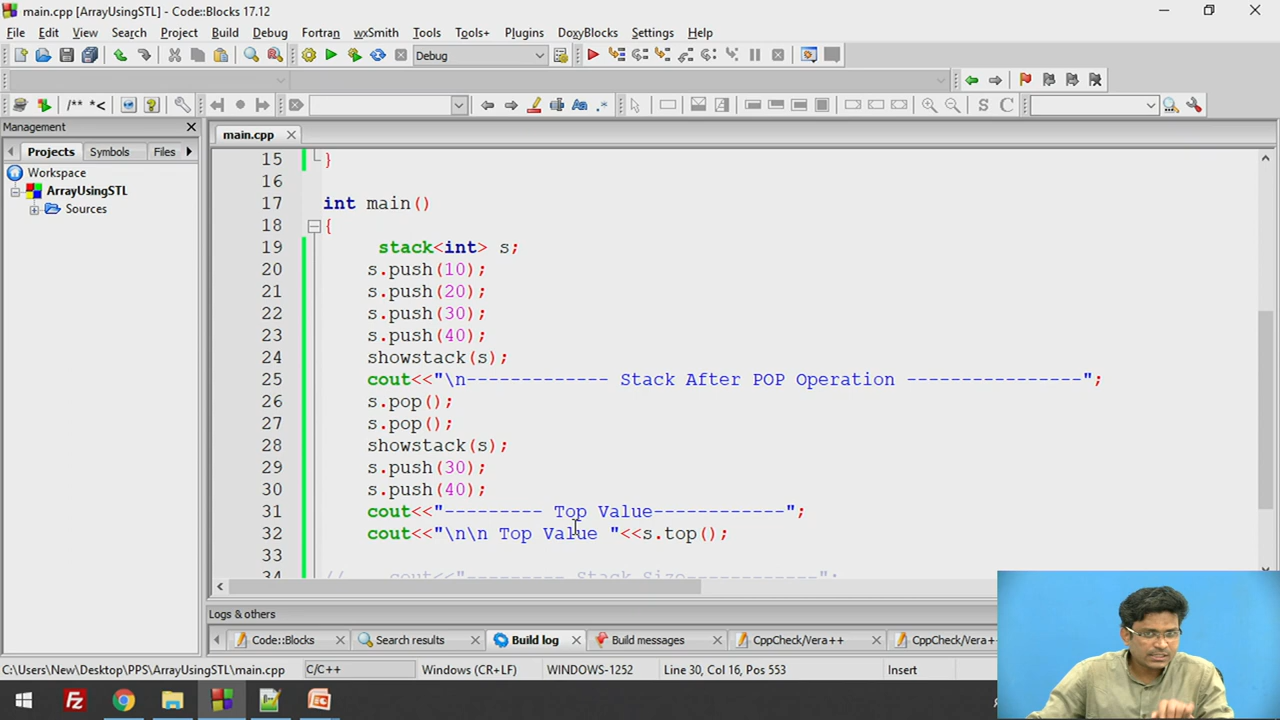 main.cpp [ArrayUsingSTL] - Code::Blocks 17.12
File Edit View Search Project Build Debug Fortran wxSmith Tools Tools+ Plugins DoxyBlocks Settings Help
Debug
/** *<
Aa .* A S C
Management
main.cpp
Projects Symbols Files
Workspace
ArrayUsingSTL
Sources
15 }
16
17 int main()
18 {
19 stack<int> s;
20 s.push(10);
21 s.push(20);
22 s.push(30);
23 s.push(40);
24 showstack(s);
25 cout<<"\n------------- Stack After POP Operation ----------------";
26 s.pop();
27 s.pop();
28 showstack(s);
29 s.push(30);
30 s.push(40);
31 cout<<"--------- Top Value------------";
32 cout<<"\n\n Top Value "<<s.top();
33
34 // cout<<"--------- Stack Size------------";
Logs & others
Code::Blocks Search results Build log Build messages CppCheck/Vera++ CppCheck/Vera+
C:\Users\New\Desktop\PPS\ArrayUsingSTL\main.cpp C/C++ Windows (CR+LF) WINDOWS-1252 Line 30, Col 16, Pos 553 Insert